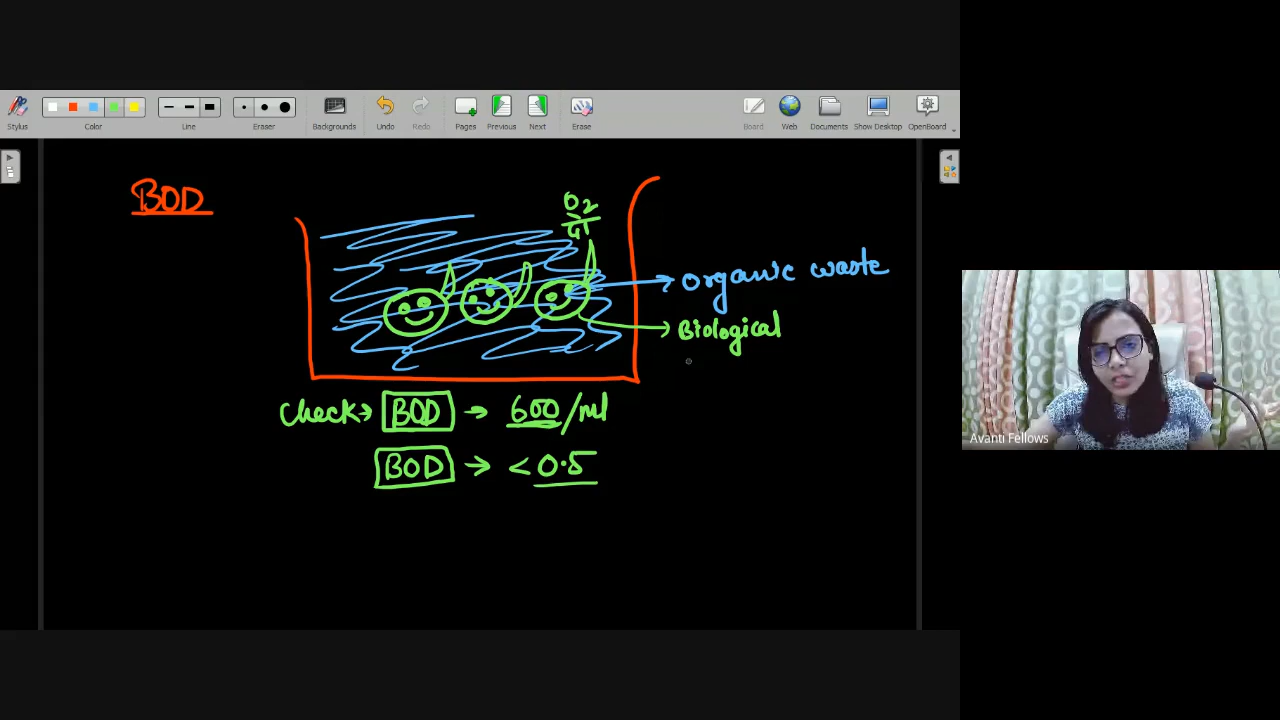 Stylus
Color
Line
Eraser
Backgrounds
Undo
Redo
Pages
Previous
Next
Erase
Board
Web
Documents
Show Desktop
OpenBoard
BOD
O2
organic waste
Biological
check→ BOD → 600/ml
BOD → < 0.5
Avanti Fellows